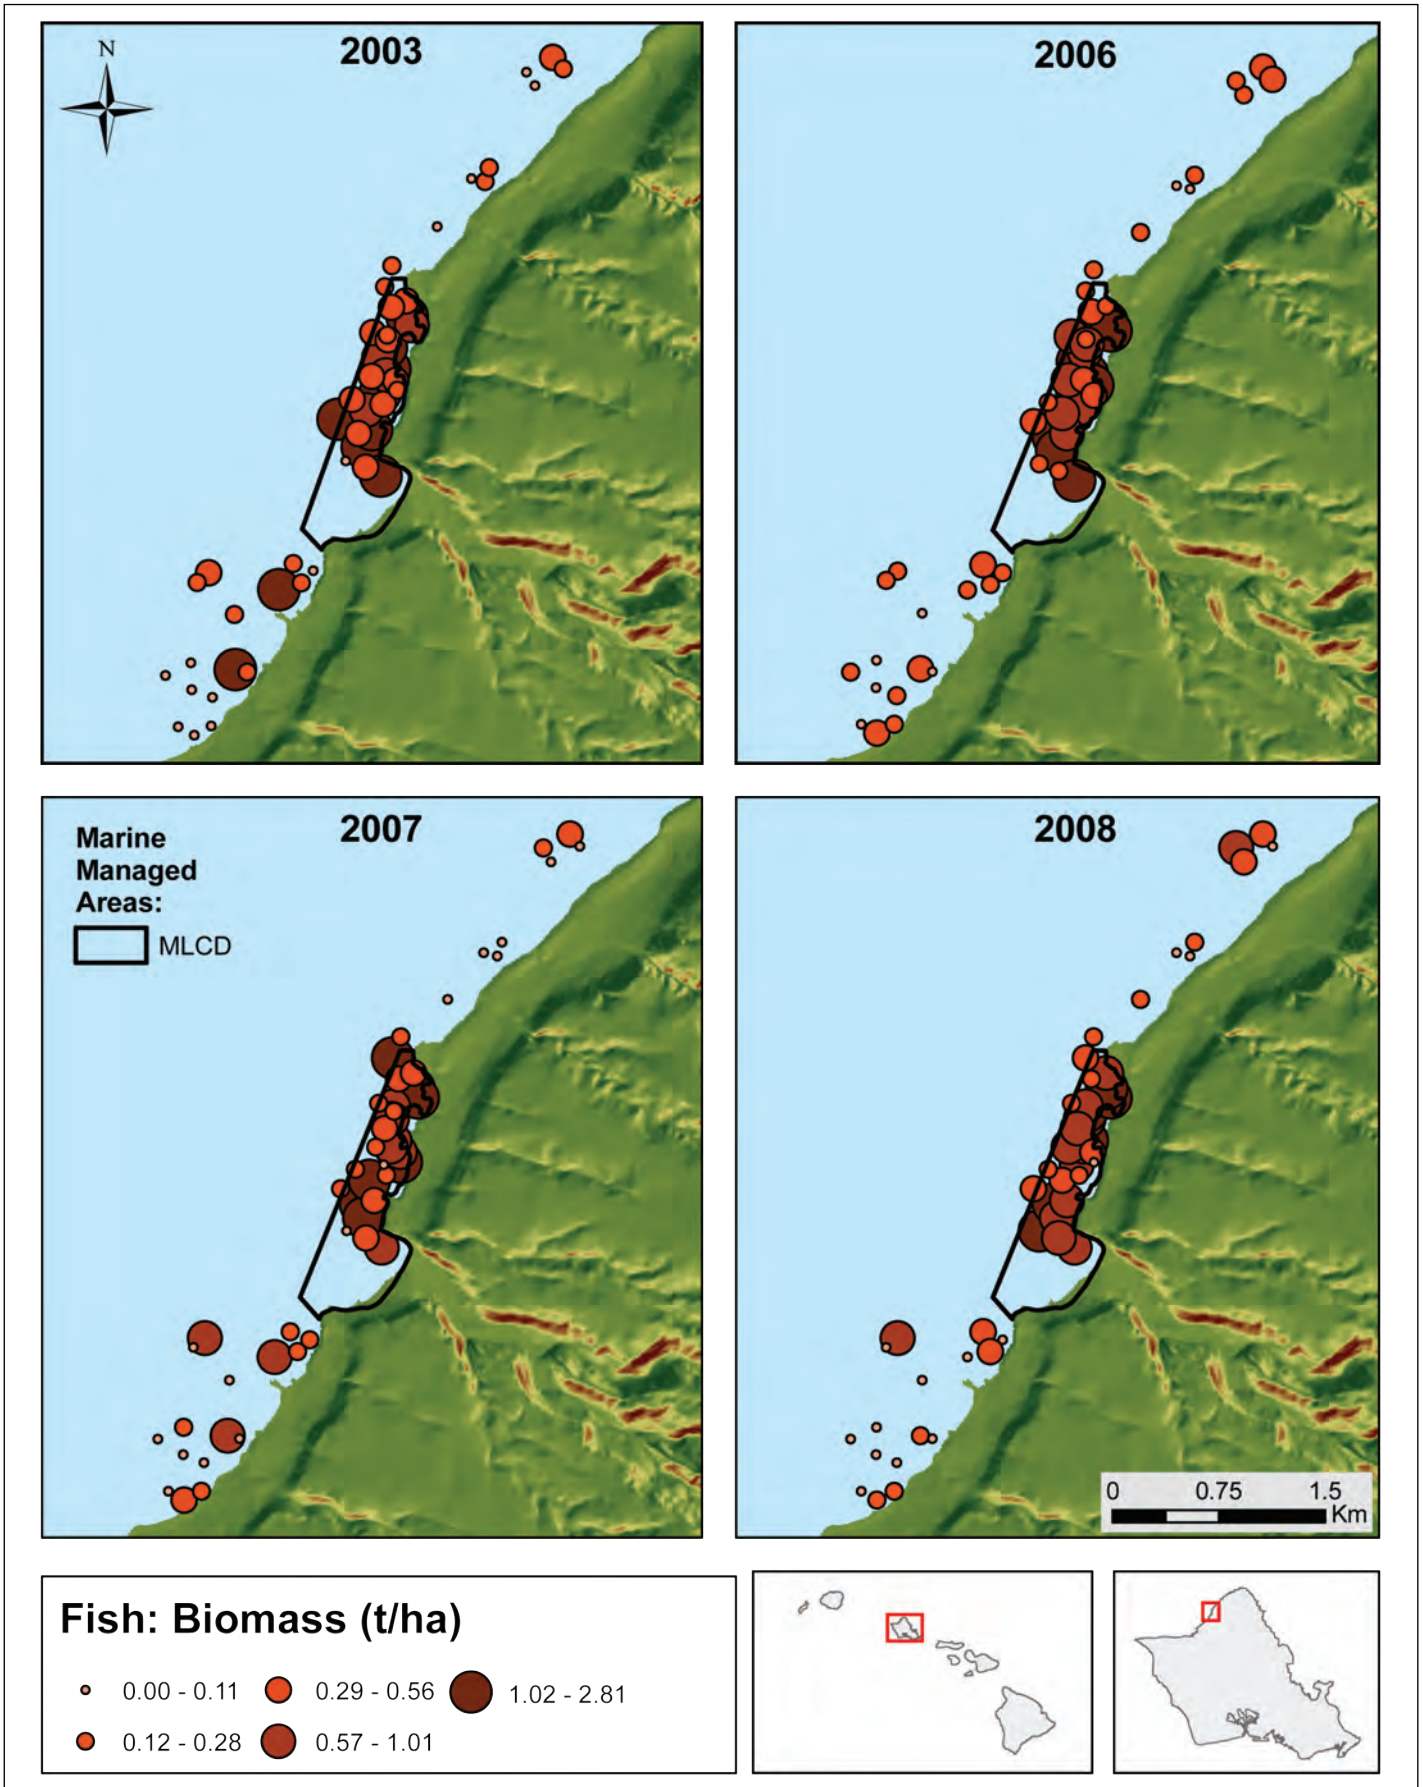 N
2003
2006
2007
Marine
Managed
Areas:
MLCD
2008
0 0.75 1.5
Km
Fish: Biomass (t/ha)
0.00 - 0.11 0.29 - 0.56 1.02 - 2.81
0.12 - 0.28 0.57 - 1.01